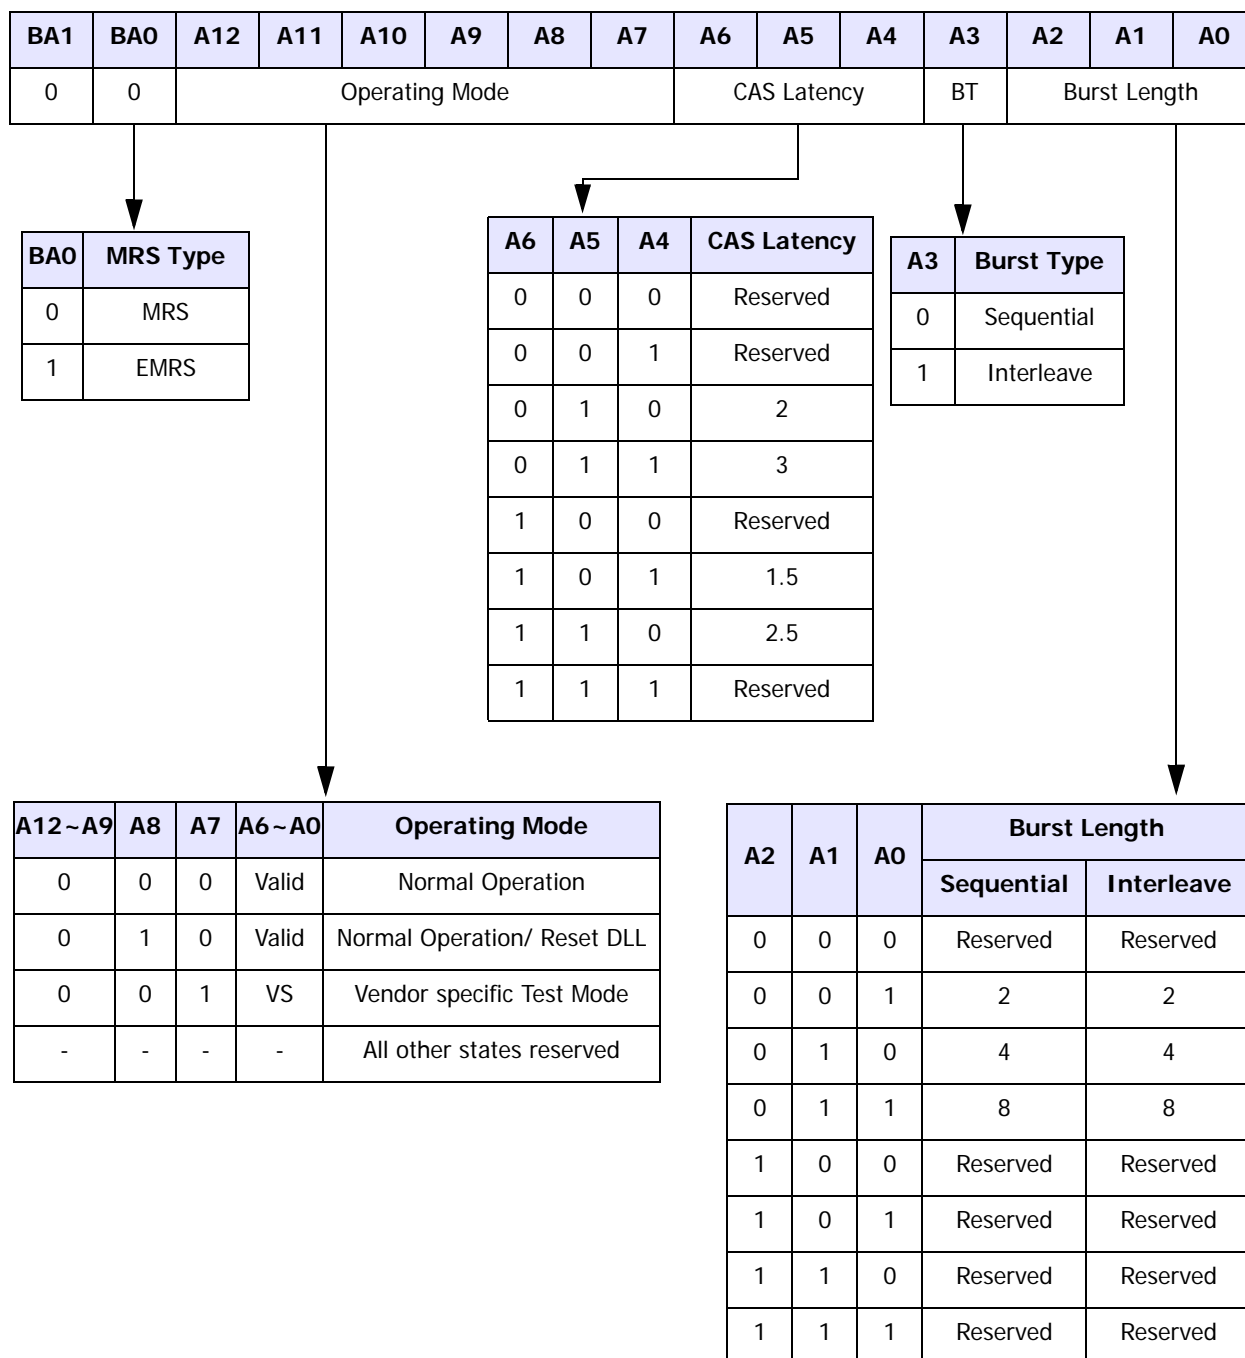 BA1 BA0 A12 A11 A10 A9 A8 A7 A6 A5 A4 A3 A2 A1 A0
0 0 Operating Mode CAS Latency BT Burst Length
BA0 MRS Type
0 MRS
1 EMRS
A6 A5 A4 CAS Latency
0 0 0 Reserved
0 0 1 Reserved
0 1 0 2
0 1 1 3
1 0 0 Reserved
1 0 1 1.5
1 1 0 2.5
1 1 1 Reserved
A3 Burst Type
0 Sequential
1 Interleave
A12~A9 A8 A7 A6~A0 Operating Mode
0 0 0 Valid Normal Operation
0 1 0 Valid Normal Operation/ Reset DLL
0 0 1 VS Vendor specific Test Mode
- - - - All other states reserved
A2 A1 A0 Burst Length
Sequential Interleave
0 0 0 Reserved Reserved
0 0 1 2 2
0 1 0 4 4
0 1 1 8 8
1 0 0 Reserved Reserved
1 0 1 Reserved Reserved
1 1 0 Reserved Reserved
1 1 1 Reserved Reserved